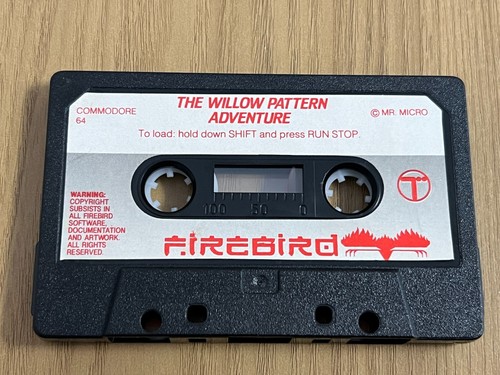 THE WILLOW PATTERN
ADVENTURE
COMMODORE
64
© MR. MICRO
To load: hold down SHIFT and press RUN STOP.
100 50 0
WARNING:
COPYRIGHT
SUBSISTS IN
ALL FIREBIRD
SOFTWARE,
DOCUMENTATION
AND ARTWORK.
ALL RIGHTS
RESERVED.
FIREBIRD